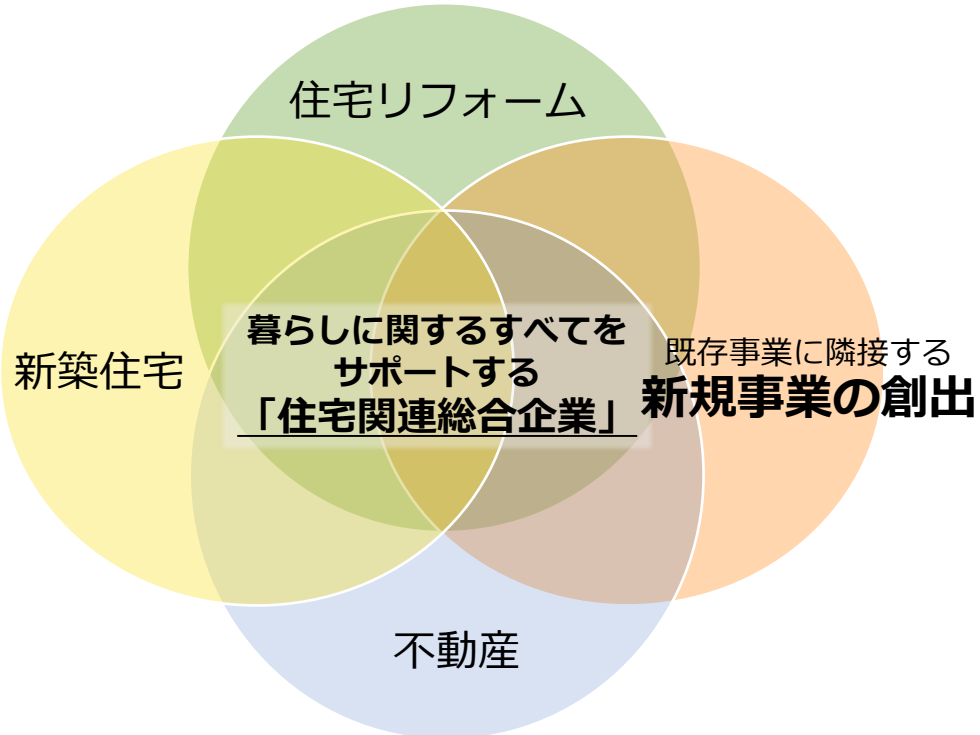 住宅リフォーム
新築住宅
暮らしに関するすべてを
サポートする
「住宅関連総合企業」
既存事業に隣接する
新規事業の創出
不動産